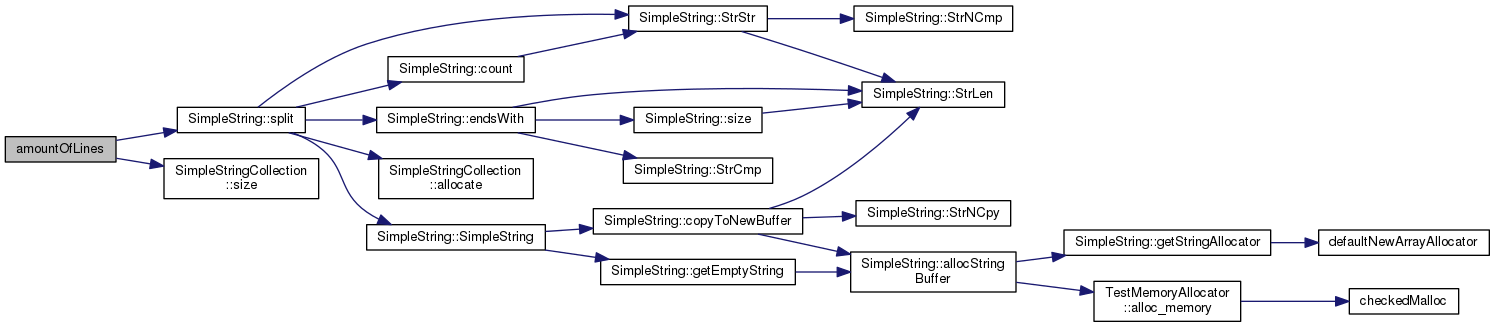 amountOfLines
SimpleString::split
SimpleStringCollection
::size
SimpleString::StrStr
SimpleString::count
SimpleString::endsWith
SimpleStringCollection
::allocate
SimpleString::SimpleString
SimpleString::StrNCmp
SimpleString::StrLen
SimpleString::size
SimpleString::StrCmp
SimpleString::copyToNewBuffer
SimpleString::getEmptyString
SimpleString::StrNCpy
SimpleString::allocString
Buffer
SimpleString::getStringAllocator
TestMemoryAllocator
::alloc_memory
defaultNewArrayAllocator
checkedMalloc